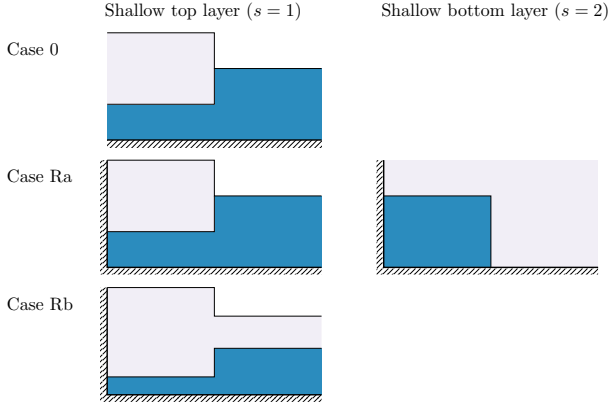 Shallow top layer (s = 1)
Shallow bottom layer (s = 2)
Case 0
Case Ra
Case Rb